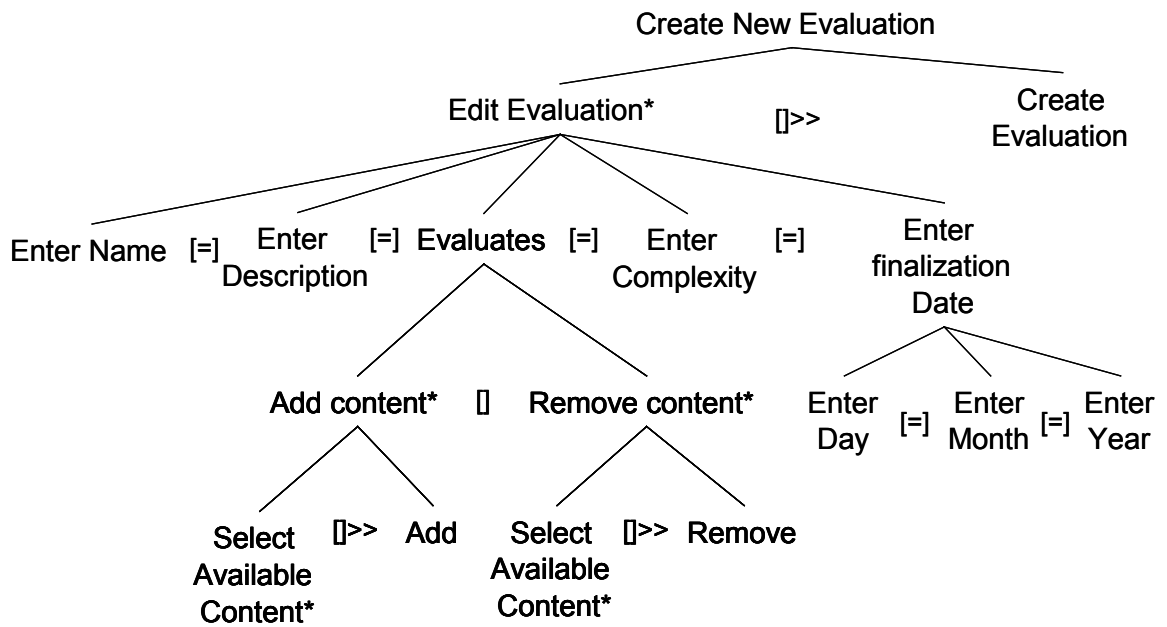 Create New Evaluation
Edit Evaluation*
[]>>
Create
Evaluation
Enter Name
[=]
Enter
Description
[=]
Evaluates
[=]
Enter
Complexity
[=]
Enter
finalization
Date
Add content*
[]
Remove content*
Enter
Day
[=]
Enter
Month
[=]
Enter
Year
Select
Available
Content*
[]>>
Add
Select
Available
Content*
[]>>
Remove